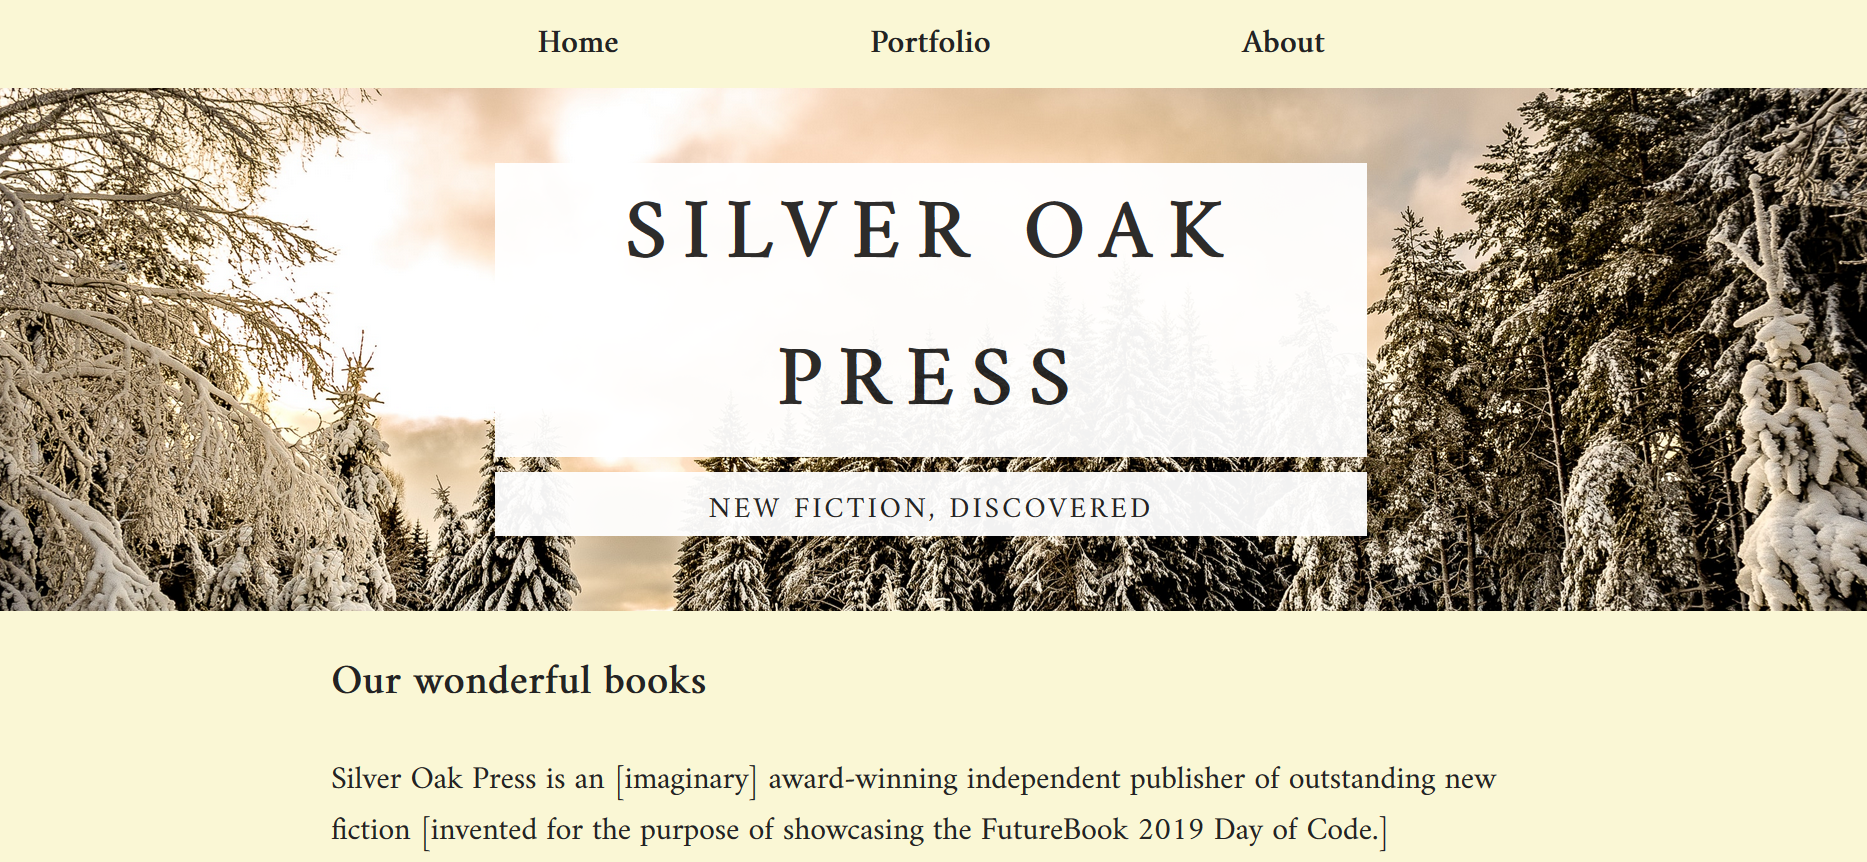 Home Portfolio About
SILVER OAK
PRESS
NEW FICTION, DISCOVERED
Our wonderful books
Silver Oak Press is an [imaginary] award-winning independent publisher of outstanding new
fiction [invented for the purpose of showcasing the FutureBook 2019 Day of Code.]